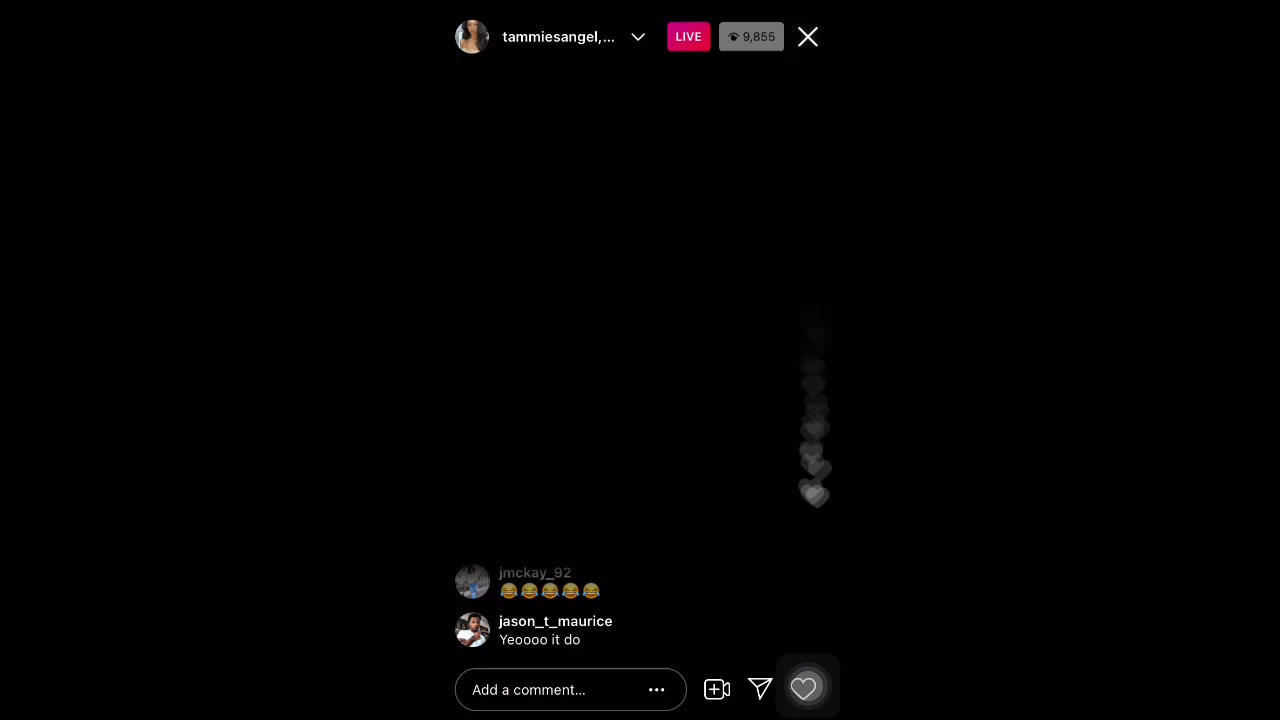 tammiesangel,...
LIVE
9,855
jmckay_92
😂😂😂😂😂
jason_t_maurice
Yeoooo it do
Add a comment...